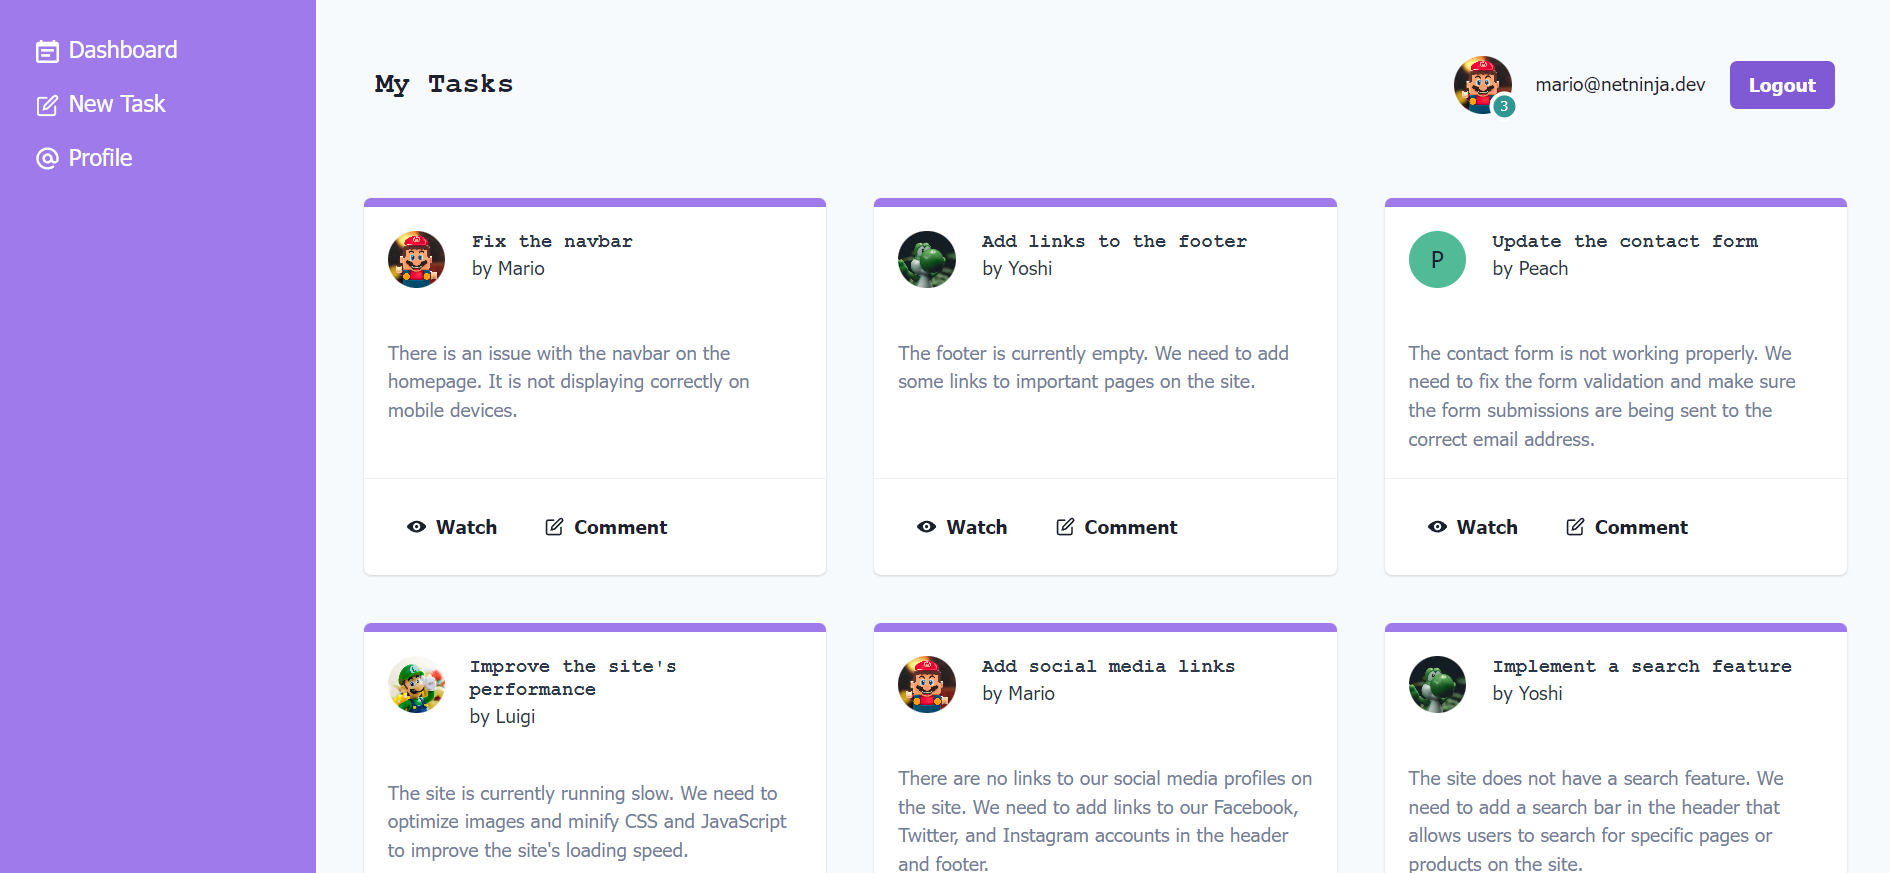 Dashboard
New Task
Profile
My Tasks
3
mario@netninja.dev
Logout
Fix the navbar
by Mario
There is an issue with the navbar on the
homepage. It is not displaying correctly on
mobile devices.
Watch
Comment
Add links to the footer
by Yoshi
The footer is currently empty. We need to add
some links to important pages on the site.
Watch
Comment
P
Update the contact form
by Peach
The contact form is not working properly. We
need to fix the form validation and make sure
the form submissions are being sent to the
correct email address.
Watch
Comment
Improve the site's
performance
by Luigi
The site is currently running slow. We need to
optimize images and minify CSS and JavaScript
to improve the site's loading speed.
Add social media links
by Mario
There are no links to our social media profiles on
the site. We need to add links to our Facebook,
Twitter, and Instagram accounts in the header
and footer.
Implement a search feature
by Yoshi
The site does not have a search feature. We
need to add a search bar in the header that
allows users to search for specific pages or
products on the site.